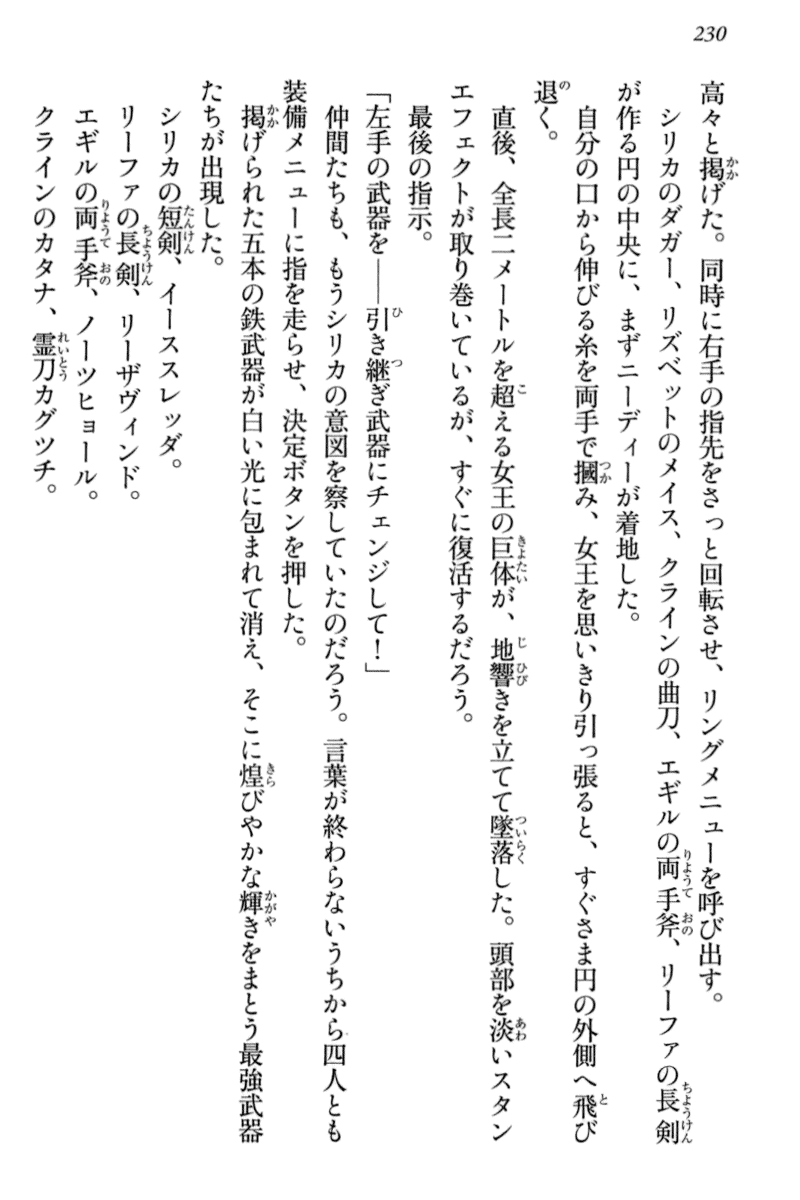 230
高々と掲げた。同時に右手の指先をさっと回転させ、リングメニューを呼び出す。
シリカのダガー、リズベットのメイス、クラインの曲刀、エギルの両手斧、リーファの長剣
が作る円の中央に、まずニーディーが着地した。
自分の口から伸びる糸を両手で摑み、女王を思いきり引っ張ると、すぐさま円の外側へ飛び
退く。
直後、全長二メートルを超える女王の巨体が、地響きを立てて墜落した。頭部を淡いスタン
エフェクトが取り巻いているが、すぐに復活するだろう。
最後の指示。
「左手の武器を――引き継ぎ武器にチェンジして！」
仲間たちも、もうシリカの意図を察していたのだろう。言葉が終わらないうちから四人とも
装備メニューに指を走らせ、決定ボタンを押した。
掲げられた五本の鉄武器が白い光に包まれて消え、そこに煌びやかな輝きをまとう最強武器
たちが出現した。
シリカの短剣、イーススレッダ。
リーファの長剣、リーザヴィンド。
エギルの両手斧、ノーツヒョール。
クラインのカタナ、霊刀カグツチ。